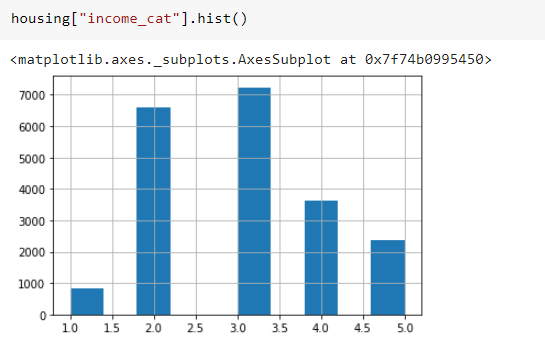 housing["income_cat"].hist()
<matplotlib.axes._subplots.AxesSubplot at 0x7f74b0995450>
7000
6000
5000
4000
3000
2000
1000
0
1.0 1.5 2.0 2.5 3.0 3.5 4.0 4.5 5.0